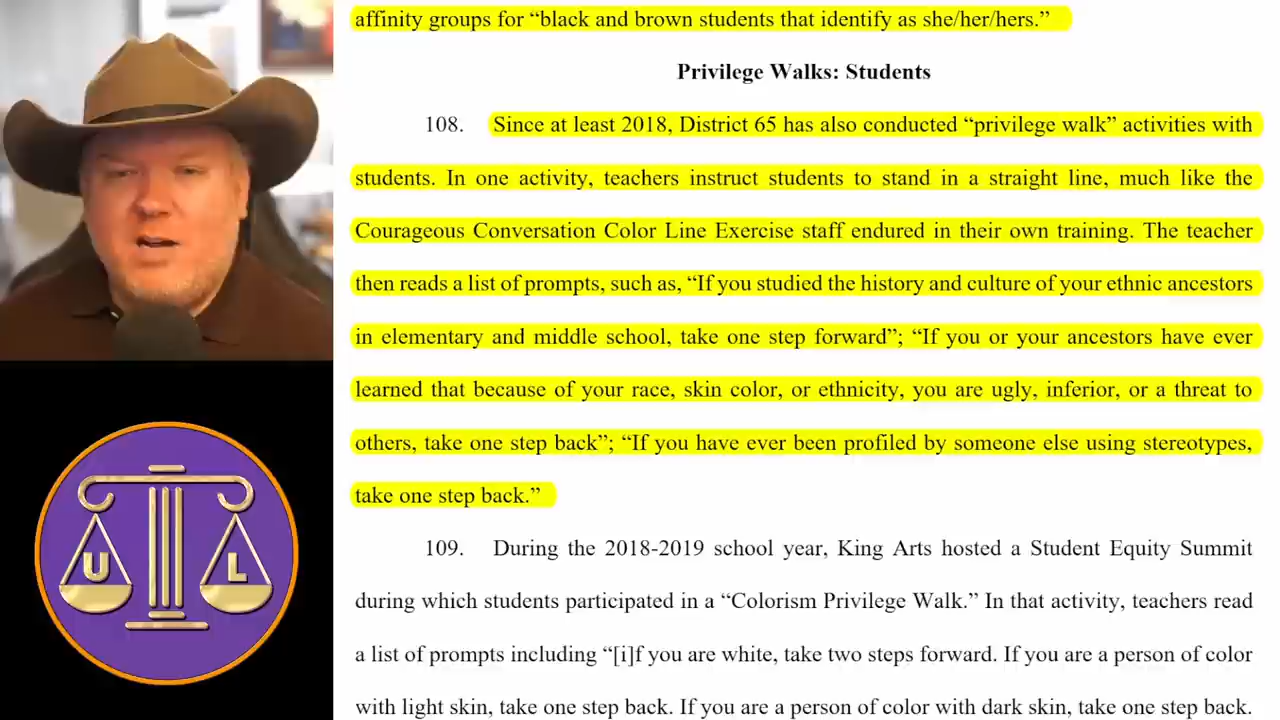 affinity groups for “black and brown students that identify as she/her/hers.”
Privilege Walks: Students
108. Since at least 2018, District 65 has also conducted “privilege walk” activities with
students. In one activity, teachers instruct students to stand in a straight line, much like the
Courageous Conversation Color Line Exercise staff endured in their own training. The teacher
then reads a list of prompts, such as, “If you studied the history and culture of your ethnic ancestors
in elementary and middle school, take one step forward”; “If you or your ancestors have ever
learned that because of your race, skin color, or ethnicity, you are ugly, inferior, or a threat to
others, take one step back”; “If you have ever been profiled by someone else using stereotypes,
take one step back.”
109. During the 2018-2019 school year, King Arts hosted a Student Equity Summit
during which students participated in a “Colorism Privilege Walk.” In that activity, teachers read
a list of prompts including “[i]f you are white, take two steps forward. If you are a person of color
with light skin, take one step back. If you are a person of color with dark skin, take one step back.
U L